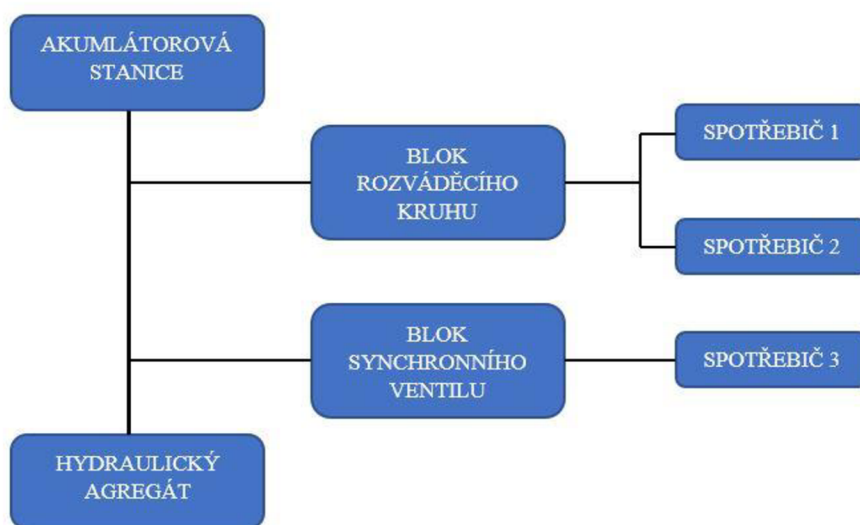 AKUMLÁTOROVÁ
STANICE
BLOK
ROZVÁDĚCÍHO
KRUHU
SPOTŘEBIČ 1
SPOTŘEBIČ 2
BLOK
SYNCHRONNÍHO
VENTILU
SPOTŘEBIČ 3
HYDRAULICKÝ
AGREGÁT